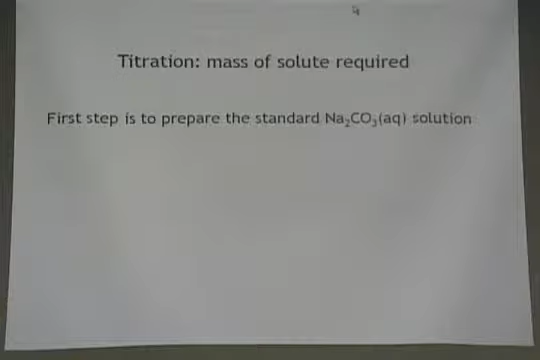 Titration: mass of solute required
First step is to prepare the standard Na₂CO₃(aq) solution